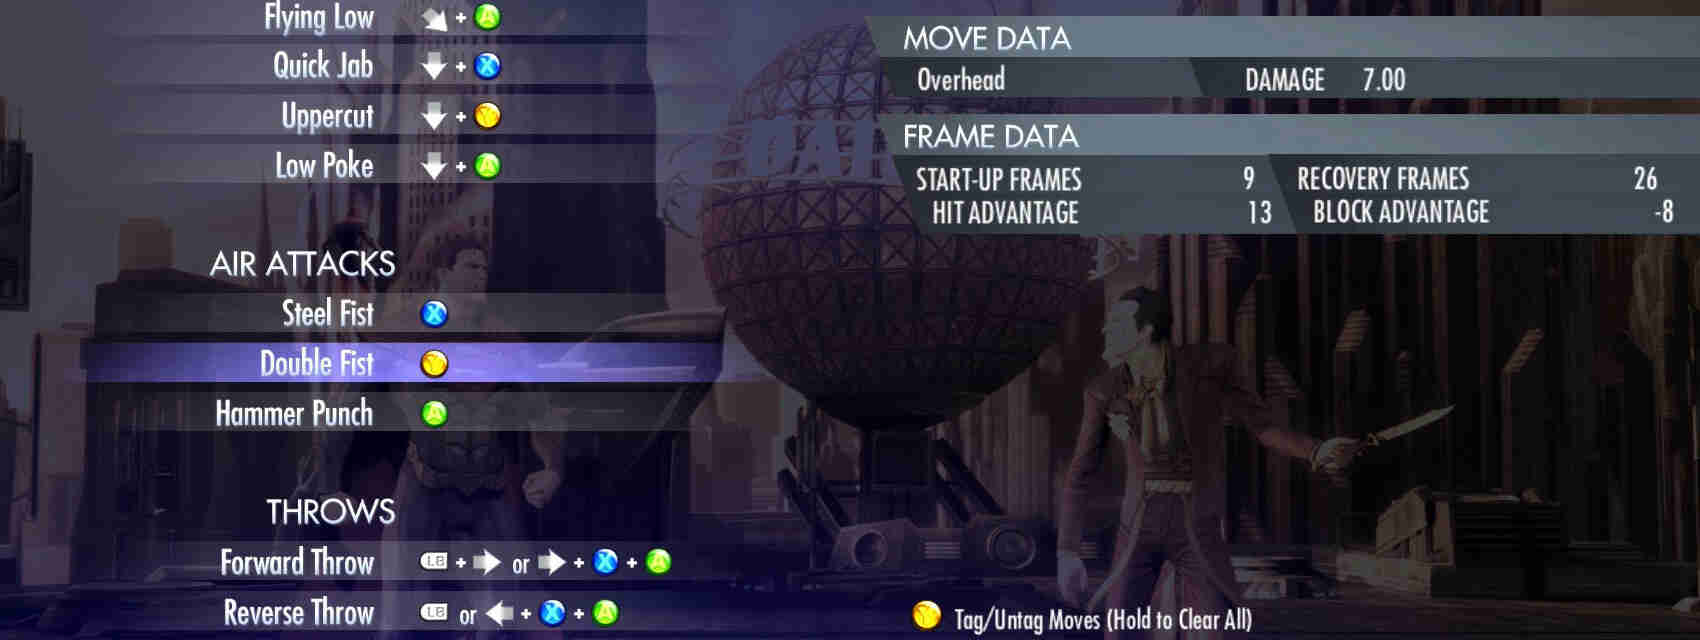 Flying Low + A
Quick Jab + X
Uppercut + Y
Low Poke + A
AIR ATTACKS
Steel Fist X
Double Fist Y
Hammer Punch A
THROWS
Forward Throw LB + or + X + A
Reverse Throw LB or + X + A
MOVE DATA
Overhead DAMAGE 7.00
FRAME DATA
START-UP FRAMES 9 RECOVERY FRAMES 26
HIT ADVANTAGE 13 BLOCK ADVANTAGE -8
Y Tag/Untag Moves (Hold to Clear All)